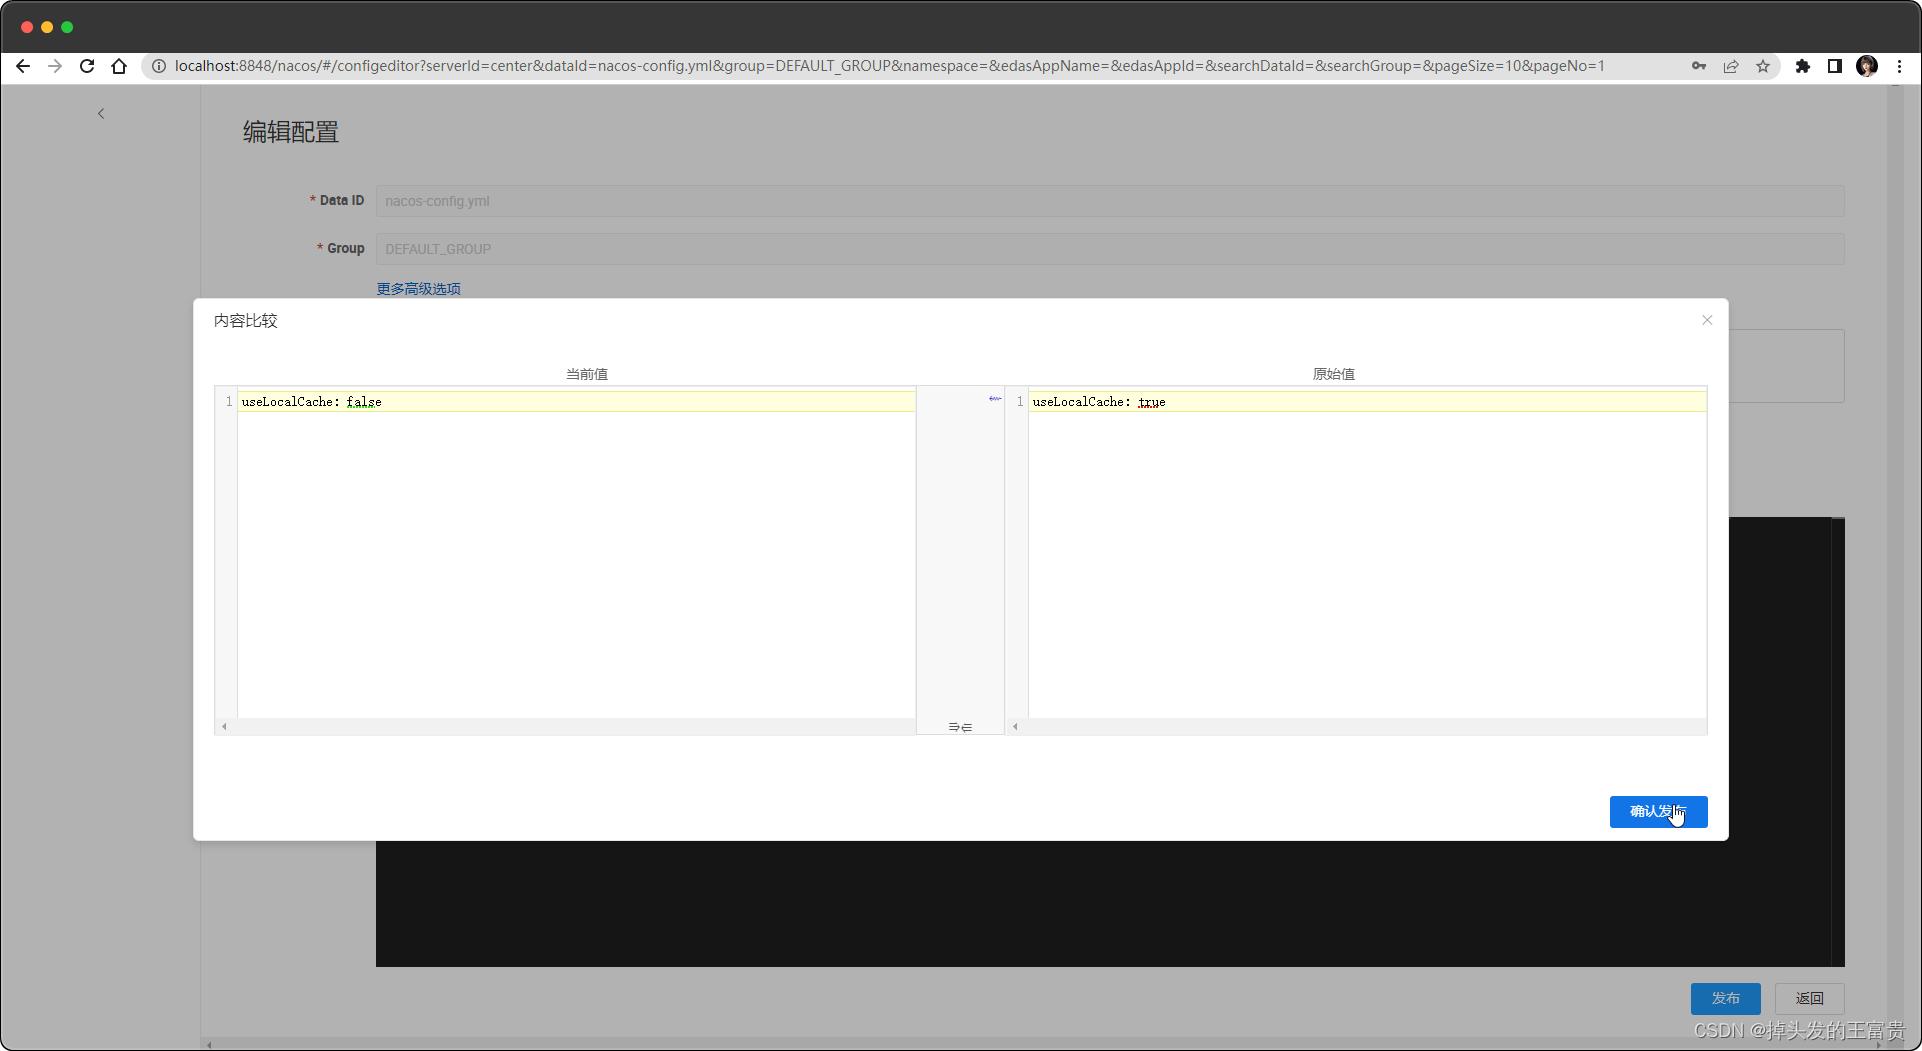 localhost:8848/nacos/#/configeditor?serverId=center&dataId=nacos-config.yml&group=DEFAULT_GROUP&namespace=&edasAppName=&edasAppId=&searchDataId=&searchGroup=&pageSize=10&pageNo=1
编辑配置
* Data ID nacos-config.yml
* Group DEFAULT_GROUP
更多高级选项
内容比较
当前值 原始值
1 useLocalCache: false 1 useLocalCache: true
确认发布
发布 返回
CSDN @掉头发的王富贵